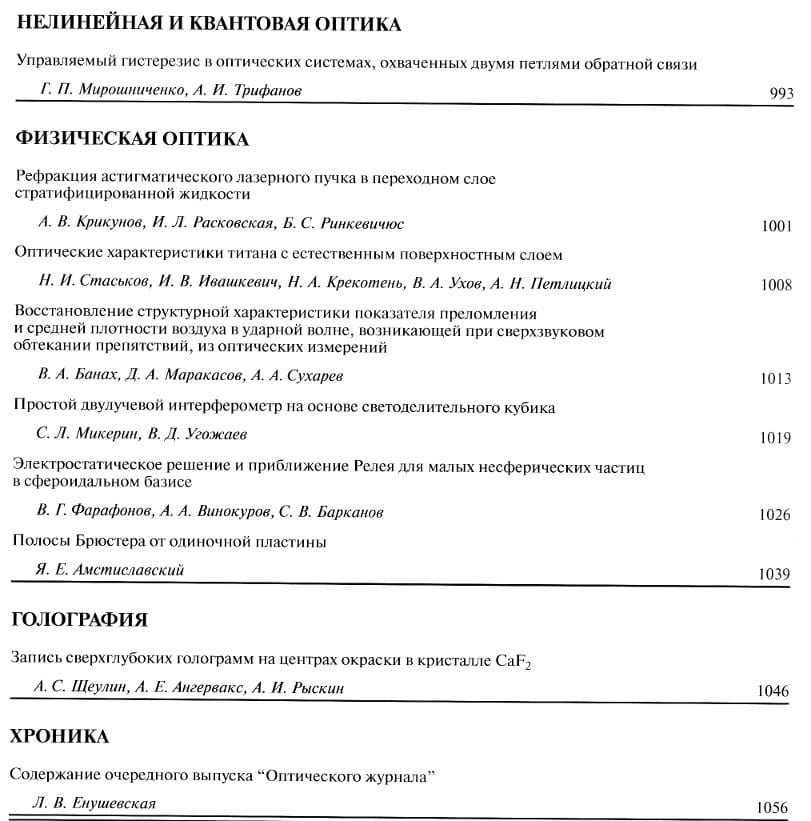 НЕЛИНЕЙНАЯ И КВАНТОВАЯ ОПТИКА
Управляемый гистерезис в оптических системах, охваченных двумя петлями обратной связи
Г. П. Мирошниченко, А. И. Трифанов 993
ФИЗИЧЕСКАЯ ОПТИКА
Рефракция астигматического лазерного пучка в переходном слое
стратифицированной жидкости
А. В. Крикунов, И. Л. Расковская, Б. С. Ринкевичюс 1001
Оптические характеристики титана с естественным поверхностным слоем
Н. И. Стаськов, И. В. Ивашкевич, Н. А. Крекотень, В. А. Ухов, А. Н. Петлицкий 1008
Восстановление структурной характеристики показателя преломления
и средней плотности воздуха в ударной волне, возникающей при сверхзвуковом
обтекании препятствий, из оптических измерений
В. А. Банах, Д. А. Маракасов, А. А. Сухарев 1013
Простой двулучевой интерферометр на основе светоделительного кубика
С. Л. Микерин, В. Д. Угожаев 1019
Электростатическое решение и приближение Релея для малых несферических частиц
в сфероидальном базисе
В. Г. Фарафонов, А. А. Винокуров, С. В. Барканов 1026
Полосы Брюстера от одиночной пластины
Я. Е. Амстиславский 1039
ГОЛОГРАФИЯ
Запись сверхглубоких голограмм на центрах окраски в кристалле CaF₂
А. С. Щеулин, А. Е. Ангервакс, А. И. Рыскин 1046
ХРОНИКА
Содержание очередного выпуска “Оптического журнала”
Л. В. Енушевская 1056